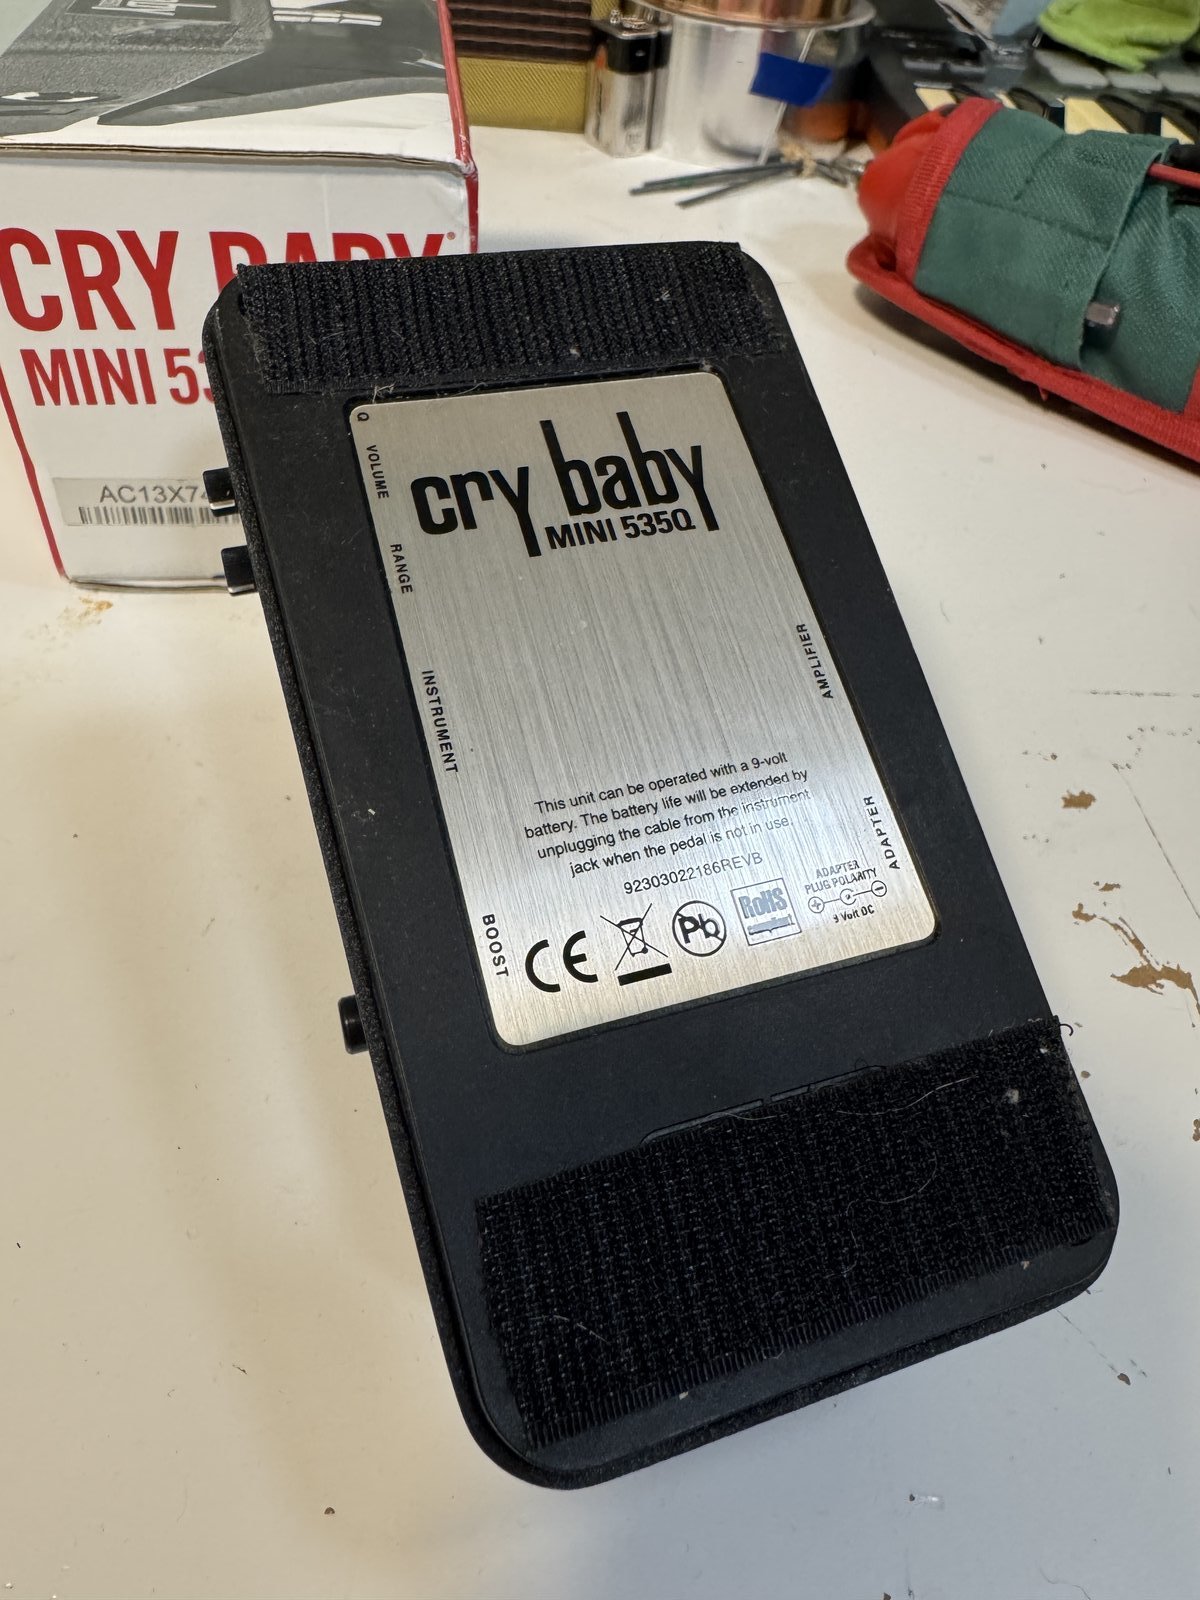 CRY BABY
MINI 53
AC13X74
cry baby
MINI 535Q
Q
VOLUME
RANGE
INSTRUMENT
BOOST
AMPLIFIER
ADAPTER
This unit can be operated with a 9-volt
battery. The battery life will be extended by
unplugging the cable from the instrument
jack when the pedal is not in use.
92303022186REVB
CE
Pb
RoHS
compliant
ADAPTER
PLUG POLARITY
9 Volt DC